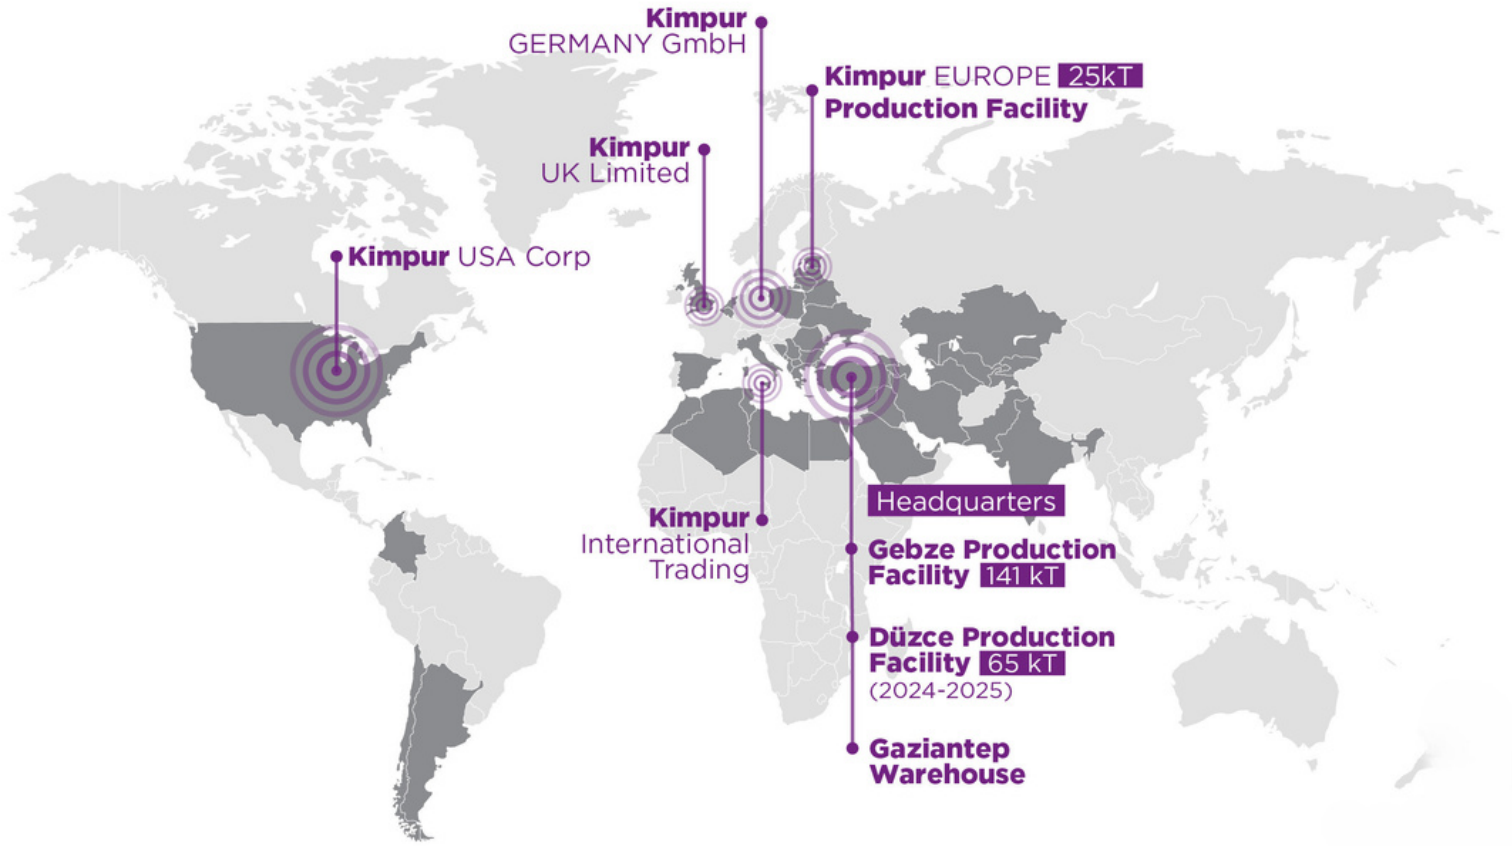 Kimpur
GERMANY GmbH
Kimpur EUROPE 25kT
Production Facility
Kimpur
UK Limited
Kimpur USA Corp
Kimpur
International
Trading
Headquarters
Gebze Production
Facility 141 kT
Düzce Production
Facility 65 kT
(2024-2025)
Gaziantep
Warehouse